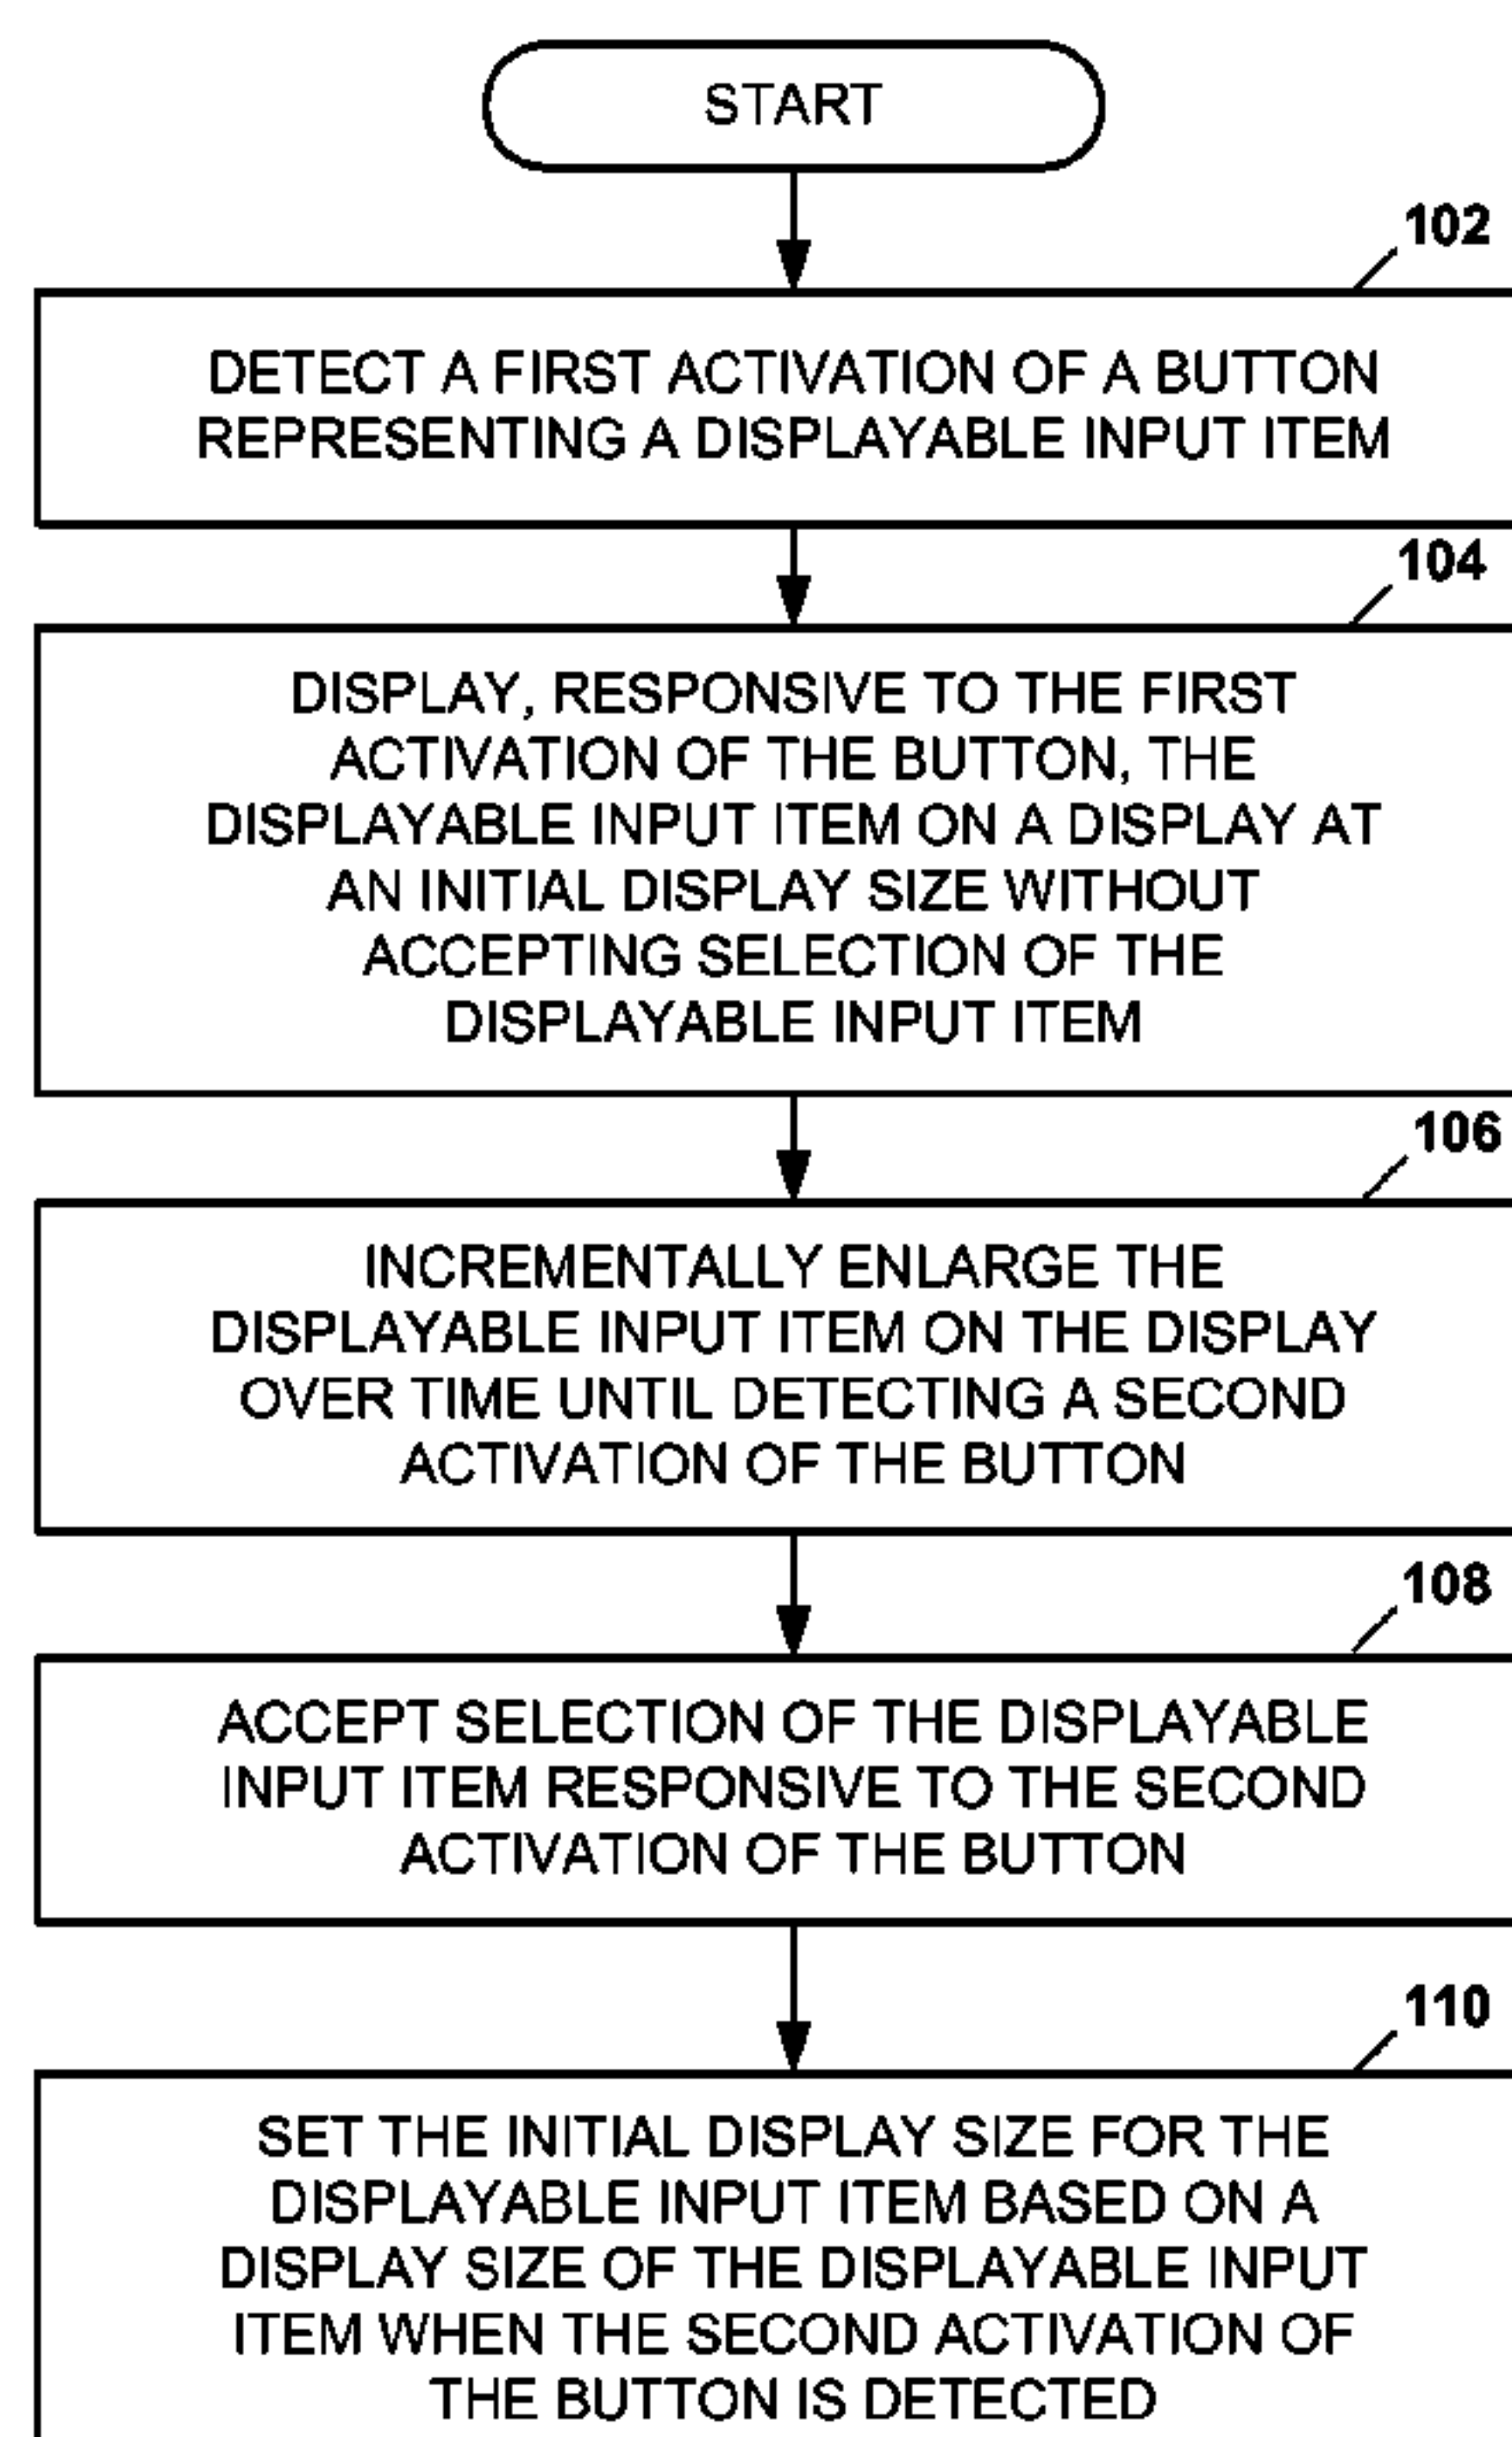 START
102
DETECT A FIRST ACTIVATION OF A BUTTON
REPRESENTING A DISPLAYABLE INPUT ITEM
104
DISPLAY, RESPONSIVE TO THE FIRST
ACTIVATION OF THE BUTTON, THE
DISPLAYABLE INPUT ITEM ON A DISPLAY AT
AN INITIAL DISPLAY SIZE WITHOUT
ACCEPTING SELECTION OF THE
DISPLAYABLE INPUT ITEM
106
INCREMENTALLY ENLARGE THE
DISPLAYABLE INPUT ITEM ON THE DISPLAY
OVER TIME UNTIL DETECTING A SECOND
ACTIVATION OF THE BUTTON
108
ACCEPT SELECTION OF THE DISPLAYABLE
INPUT ITEM RESPONSIVE TO THE SECOND
ACTIVATION OF THE BUTTON
110
SET THE INITIAL DISPLAY SIZE FOR THE
DISPLAYABLE INPUT ITEM BASED ON A
DISPLAY SIZE OF THE DISPLAYABLE INPUT
ITEM WHEN THE SECOND ACTIVATION OF
THE BUTTON IS DETECTED